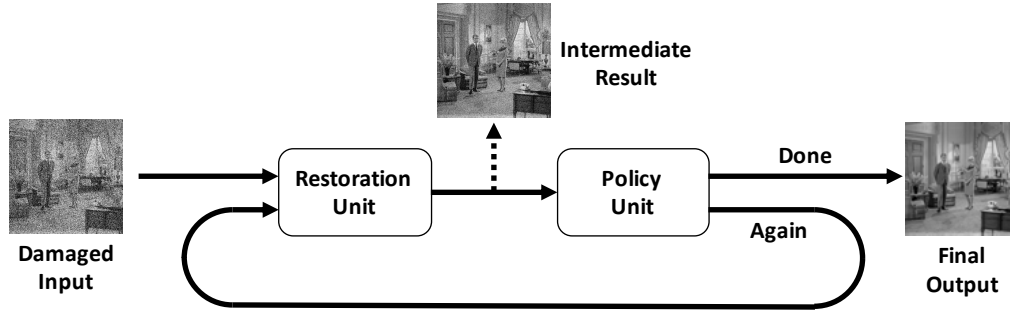 Intermediate
Result
Restoration
Unit
Policy
Unit
Done
Again
Damaged
Input
Final
Output